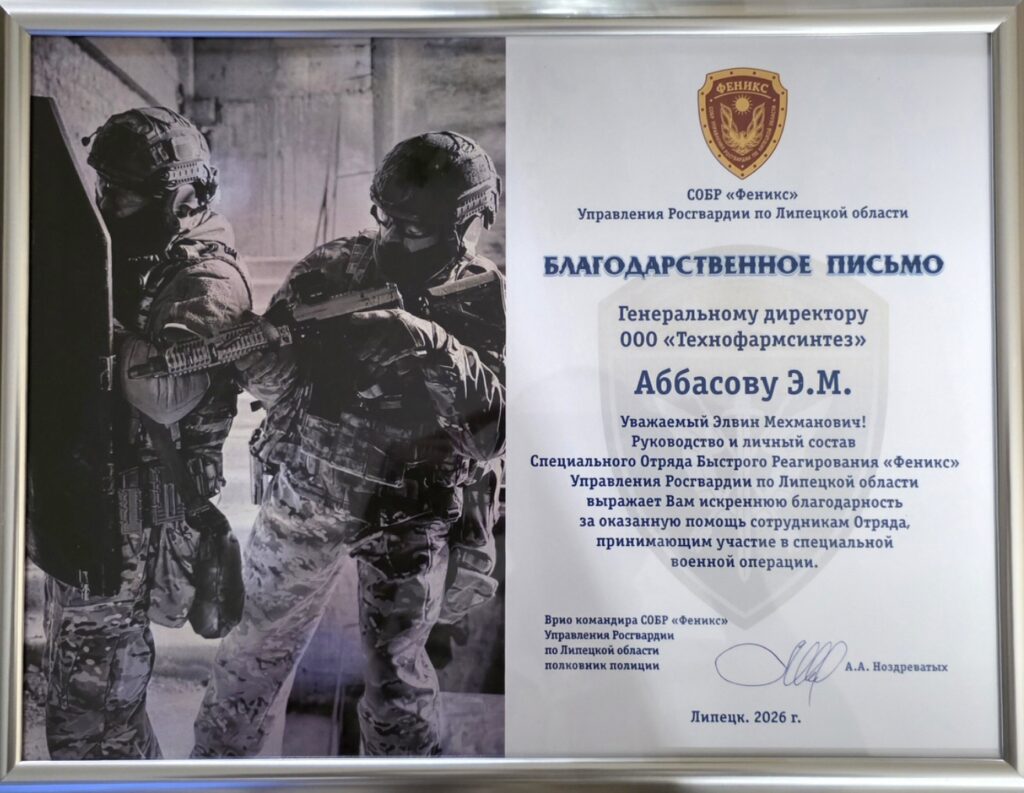 ФЕНИКС
СОБР «Феникс»
Управления Росгвардии по Липецкой области
БЛАГОДАРСТВЕННОЕ ПИСЬМО
Генеральному директору
ООО «Технофармсинтез»
Аббасову Э.М.
Уважаемый Элвин Мехманович!
Руководство и личный состав
Специального Отряда Быстрого Реагирования «Феникс»
Управления Росгвардии по Липецкой области
выражает Вам искреннюю благодарность
за оказанную помощь сотрудникам Отряда,
принимающим участие в специальной
военной операции.
Врио командира СОБР «Феникс»
Управления Росгвардии
по Липецкой области
полковник полиции
А.А. Ноздреватых
Липецк. 2026 г.